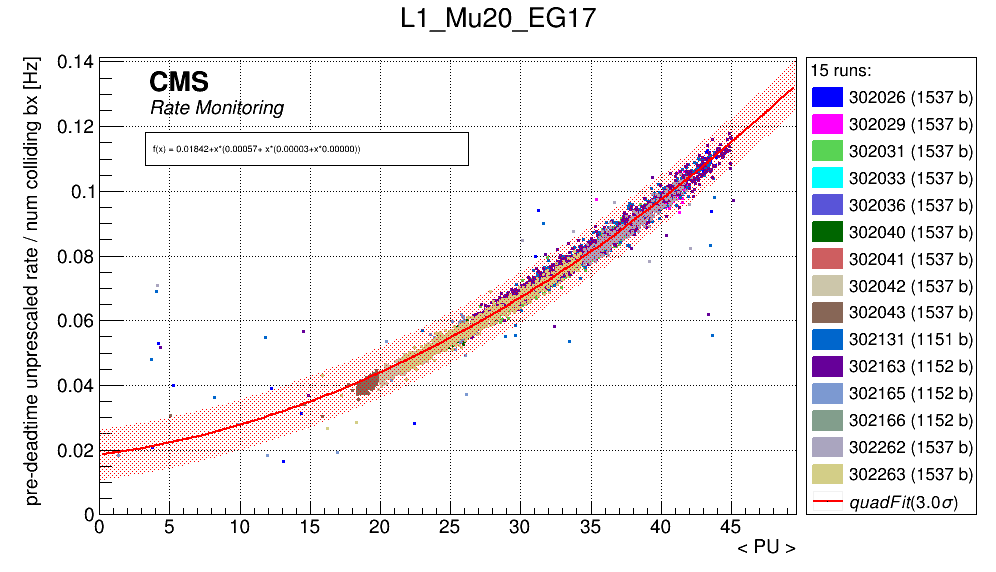 L1_Mu20_EG17
pre-deadtime unprescaled rate / num colliding bx [Hz]
0.14
0.12
0.1
0.08
0.06
0.04
0.02
0
CMS
Rate Monitoring
f(x) = 0.01842+x*(0.00057+ x*(0.00003+x*0.00000))
0 5 10 15 20 25 30 35 40 45
< PU >
15 runs:
302026 (1537 b)
302029 (1537 b)
302031 (1537 b)
302033 (1537 b)
302036 (1537 b)
302040 (1537 b)
302041 (1537 b)
302042 (1537 b)
302043 (1537 b)
302131 (1151 b)
302163 (1152 b)
302165 (1152 b)
302166 (1152 b)
302262 (1537 b)
302263 (1537 b)
quadFit(3.0σ)